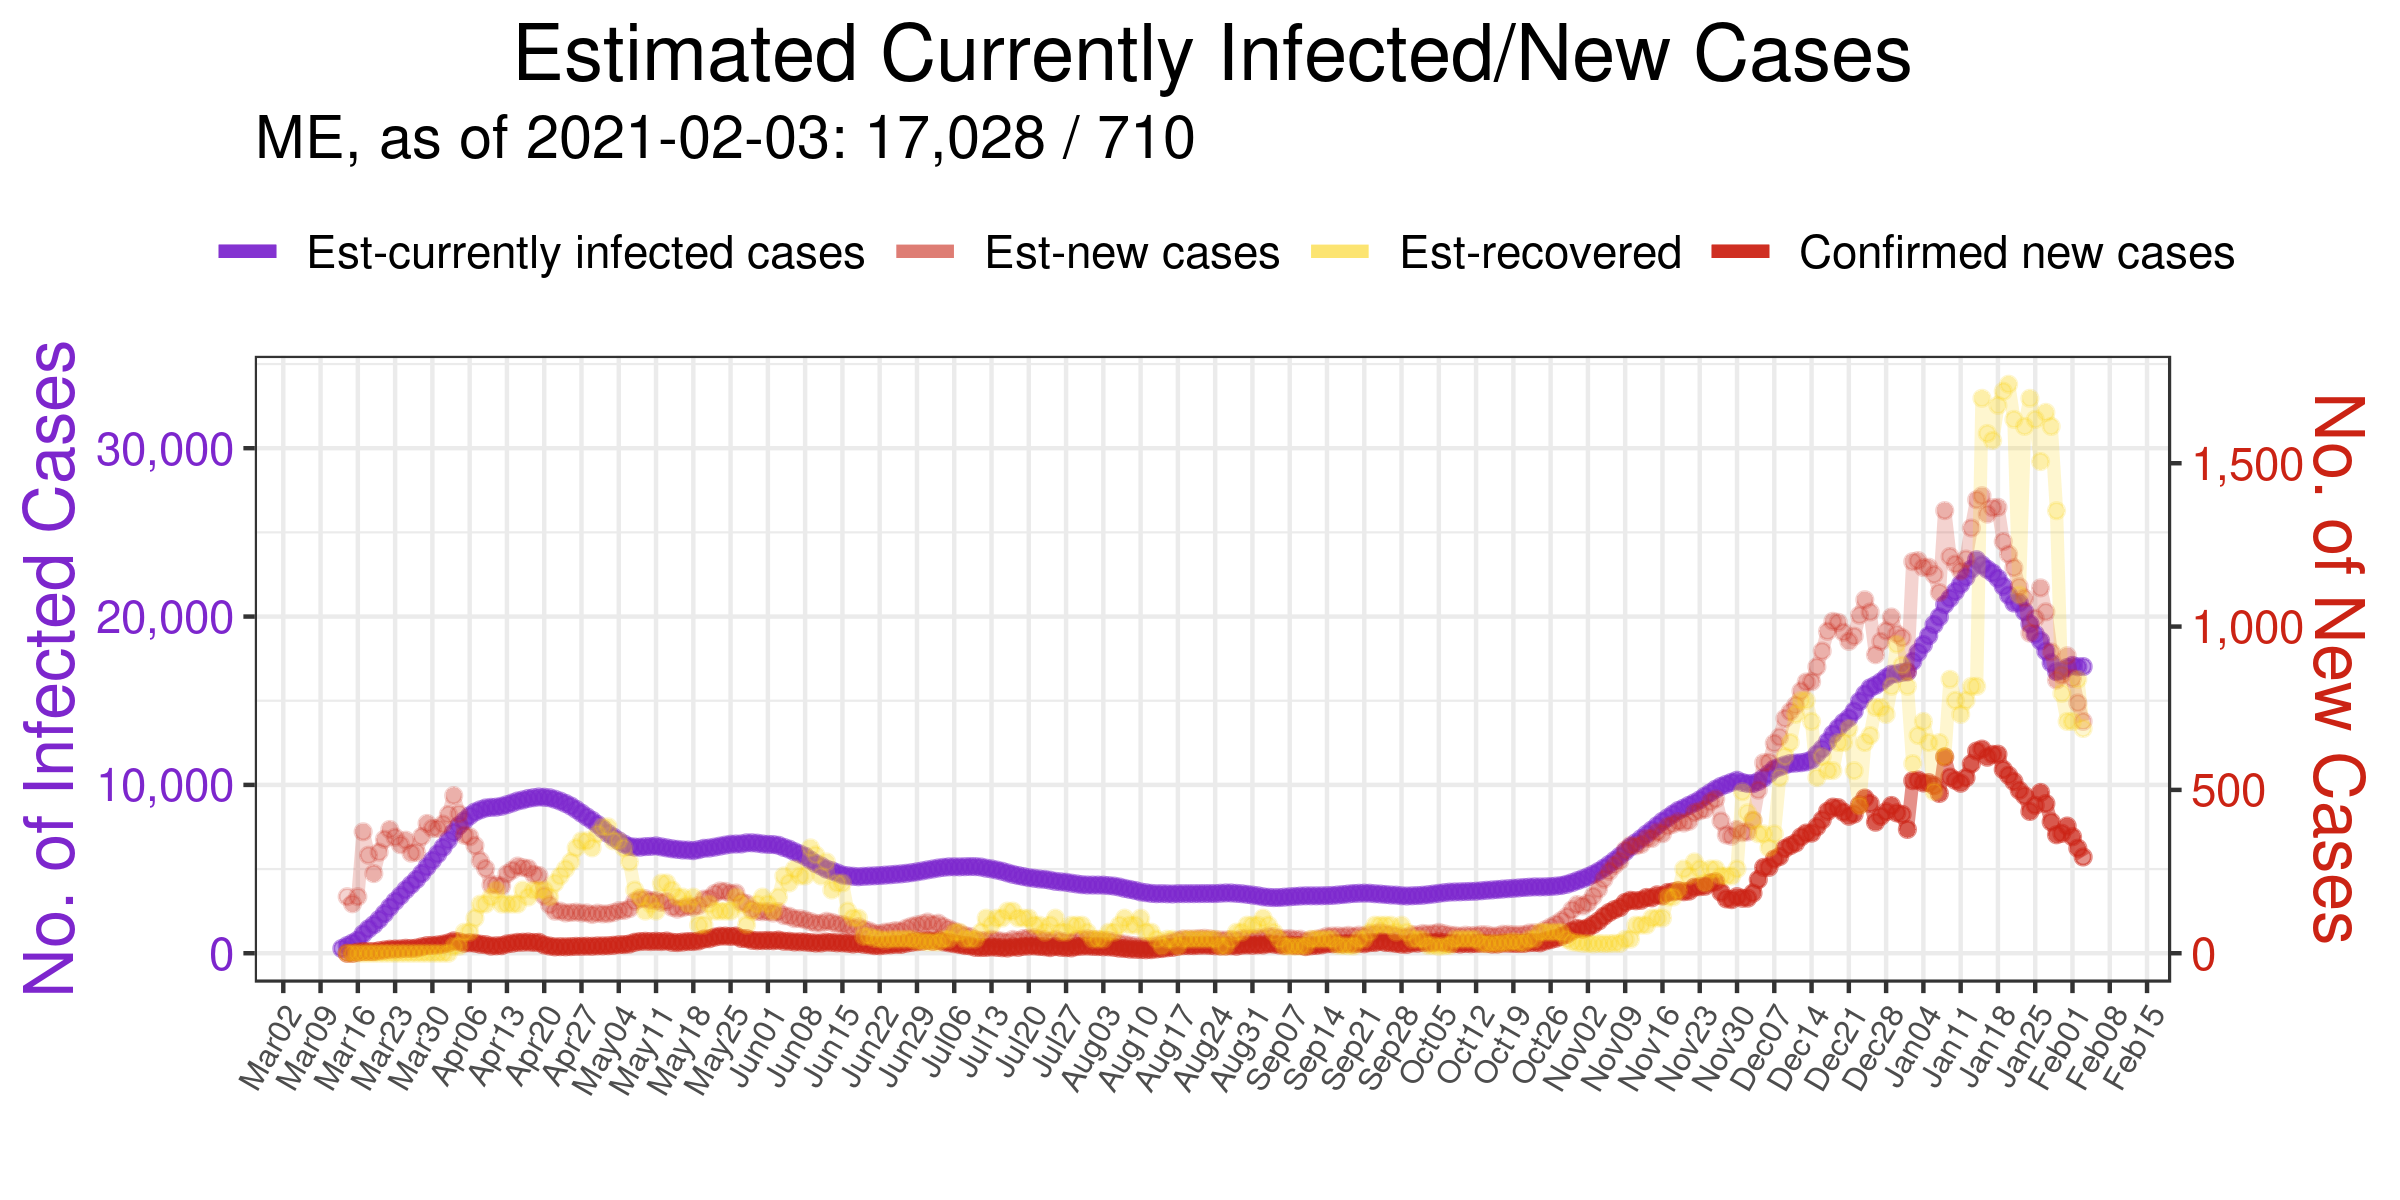 Estimated Currently Infected/New Cases
ME, as of 2021-02-03: 17,028 / 710
Est-currently infected cases Est-new cases Est-recovered Confirmed new cases
No. of Infected Cases
30,000
20,000
10,000
0
1,500
1,000
500
0
No. of New Cases
Mar02 Mar09 Mar16 Mar23 Mar30 Apr06 Apr13 Apr20 Apr27 May04 May11 May18 May25 Jun01 Jun08 Jun15 Jun22 Jun29 Jul06 Jul13 Jul20 Jul27 Aug03 Aug10 Aug17 Aug24 Aug31 Sep07 Sep14 Sep21 Sep28 Oct05 Oct12 Oct19 Oct26 Nov02 Nov09 Nov16 Nov23 Nov30 Dec07 Dec14 Dec21 Dec28 Jan04 Jan11 Jan18 Jan25 Feb01 Feb08 Feb15